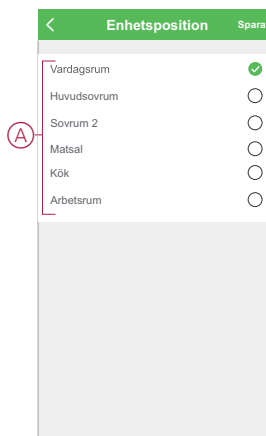 Enhetsposition Spara
Vardagsrum
Huvudsovrum
Sovrum 2
Matsal
A
Kök
Arbetsrum